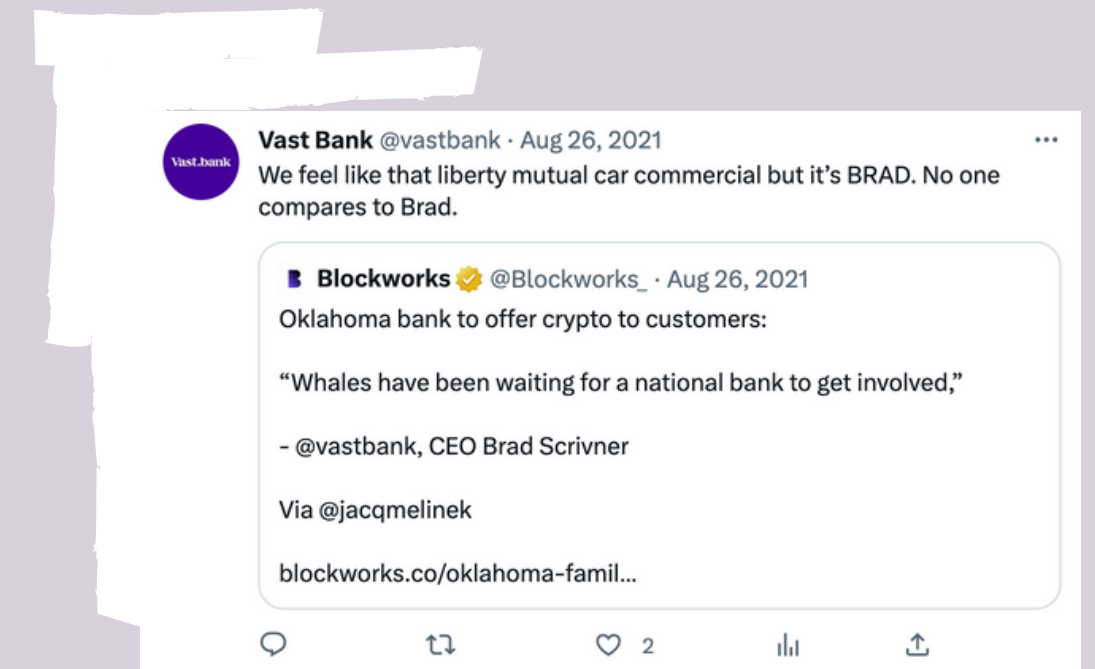 Vast.bank
Vast Bank @vastbank · Aug 26, 2021
We feel like that liberty mutual car commercial but it’s BRAD. No one
compares to Brad.
Blockworks @Blockworks_ · Aug 26, 2021
Oklahoma bank to offer crypto to customers:
“Whales have been waiting for a national bank to get involved,”
- @vastbank, CEO Brad Scrivner
Via @jacqmelinek
blockworks.co/oklahoma-famil...
2